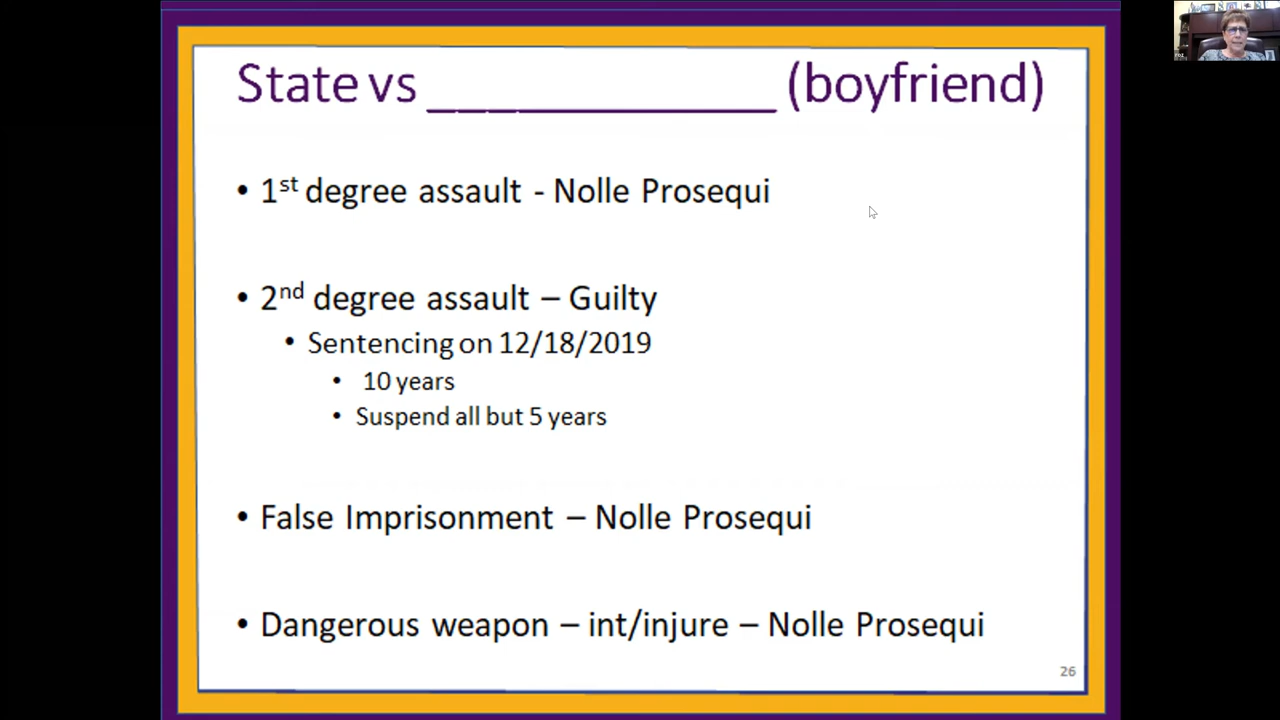 State vs ____________ (boyfriend)
• 1st degree assault - Nolle Prosequi
• 2nd degree assault – Guilty
• Sentencing on 12/18/2019
• 10 years
• Suspend all but 5 years
• False Imprisonment – Nolle Prosequi
• Dangerous weapon – int/injure – Nolle Prosequi
26